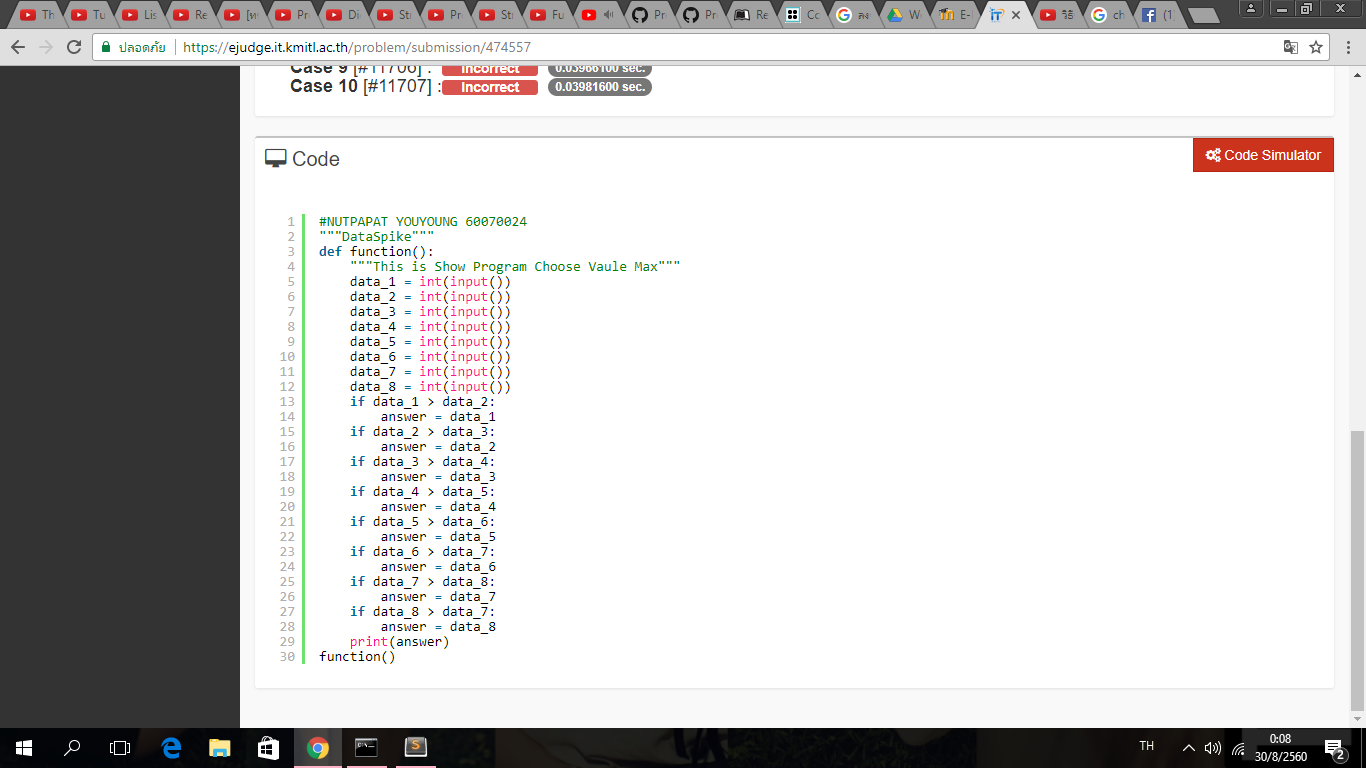 Th
Tu
Lis
Re
[ท
Pr
Di
Sti
Pr
Sti
Fu
Pr
Pr
Re
Co
ลง
W
E-
วิธี
ch
(1
ปลอดภัย
https://ejudge.it.kmitl.ac.th/problem/submission/474557
Case 9 [#11706] : Incorrect 0.03966100 sec.
Case 10 [#11707] : Incorrect 0.03981600 sec.
Code
Code Simulator
1 #NUTPAPAT YOUYOUNG 60070024
2 """DataSpike"""
3 def function():
4 """This is Show Program Choose Vaule Max"""
5 data_1 = int(input())
6 data_2 = int(input())
7 data_3 = int(input())
8 data_4 = int(input())
9 data_5 = int(input())
10 data_6 = int(input())
11 data_7 = int(input())
12 data_8 = int(input())
13 if data_1 > data_2:
14 answer = data_1
15 if data_2 > data_3:
16 answer = data_2
17 if data_3 > data_4:
18 answer = data_3
19 if data_4 > data_5:
20 answer = data_4
21 if data_5 > data_6:
22 answer = data_5
23 if data_6 > data_7:
24 answer = data_6
25 if data_7 > data_8:
26 answer = data_7
27 if data_8 > data_7:
28 answer = data_8
29 print(answer)
30 function()
TH
0:08
30/8/2560
2